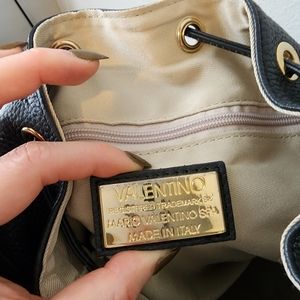 VALENTINO
REGISTERED TRADEMARK BY
MARIO VALENTINO SPA
MADE IN ITALY